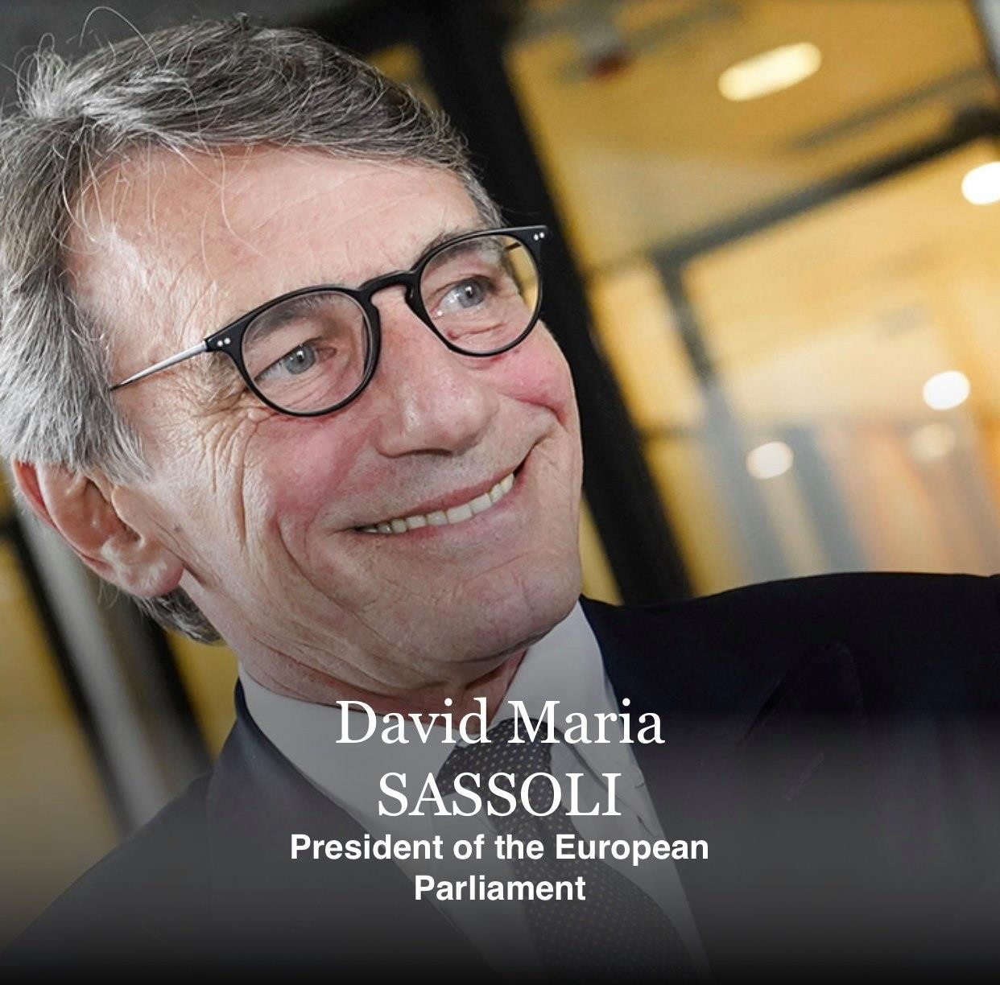 David Maria
SASSOLI
President of the European
Parliament